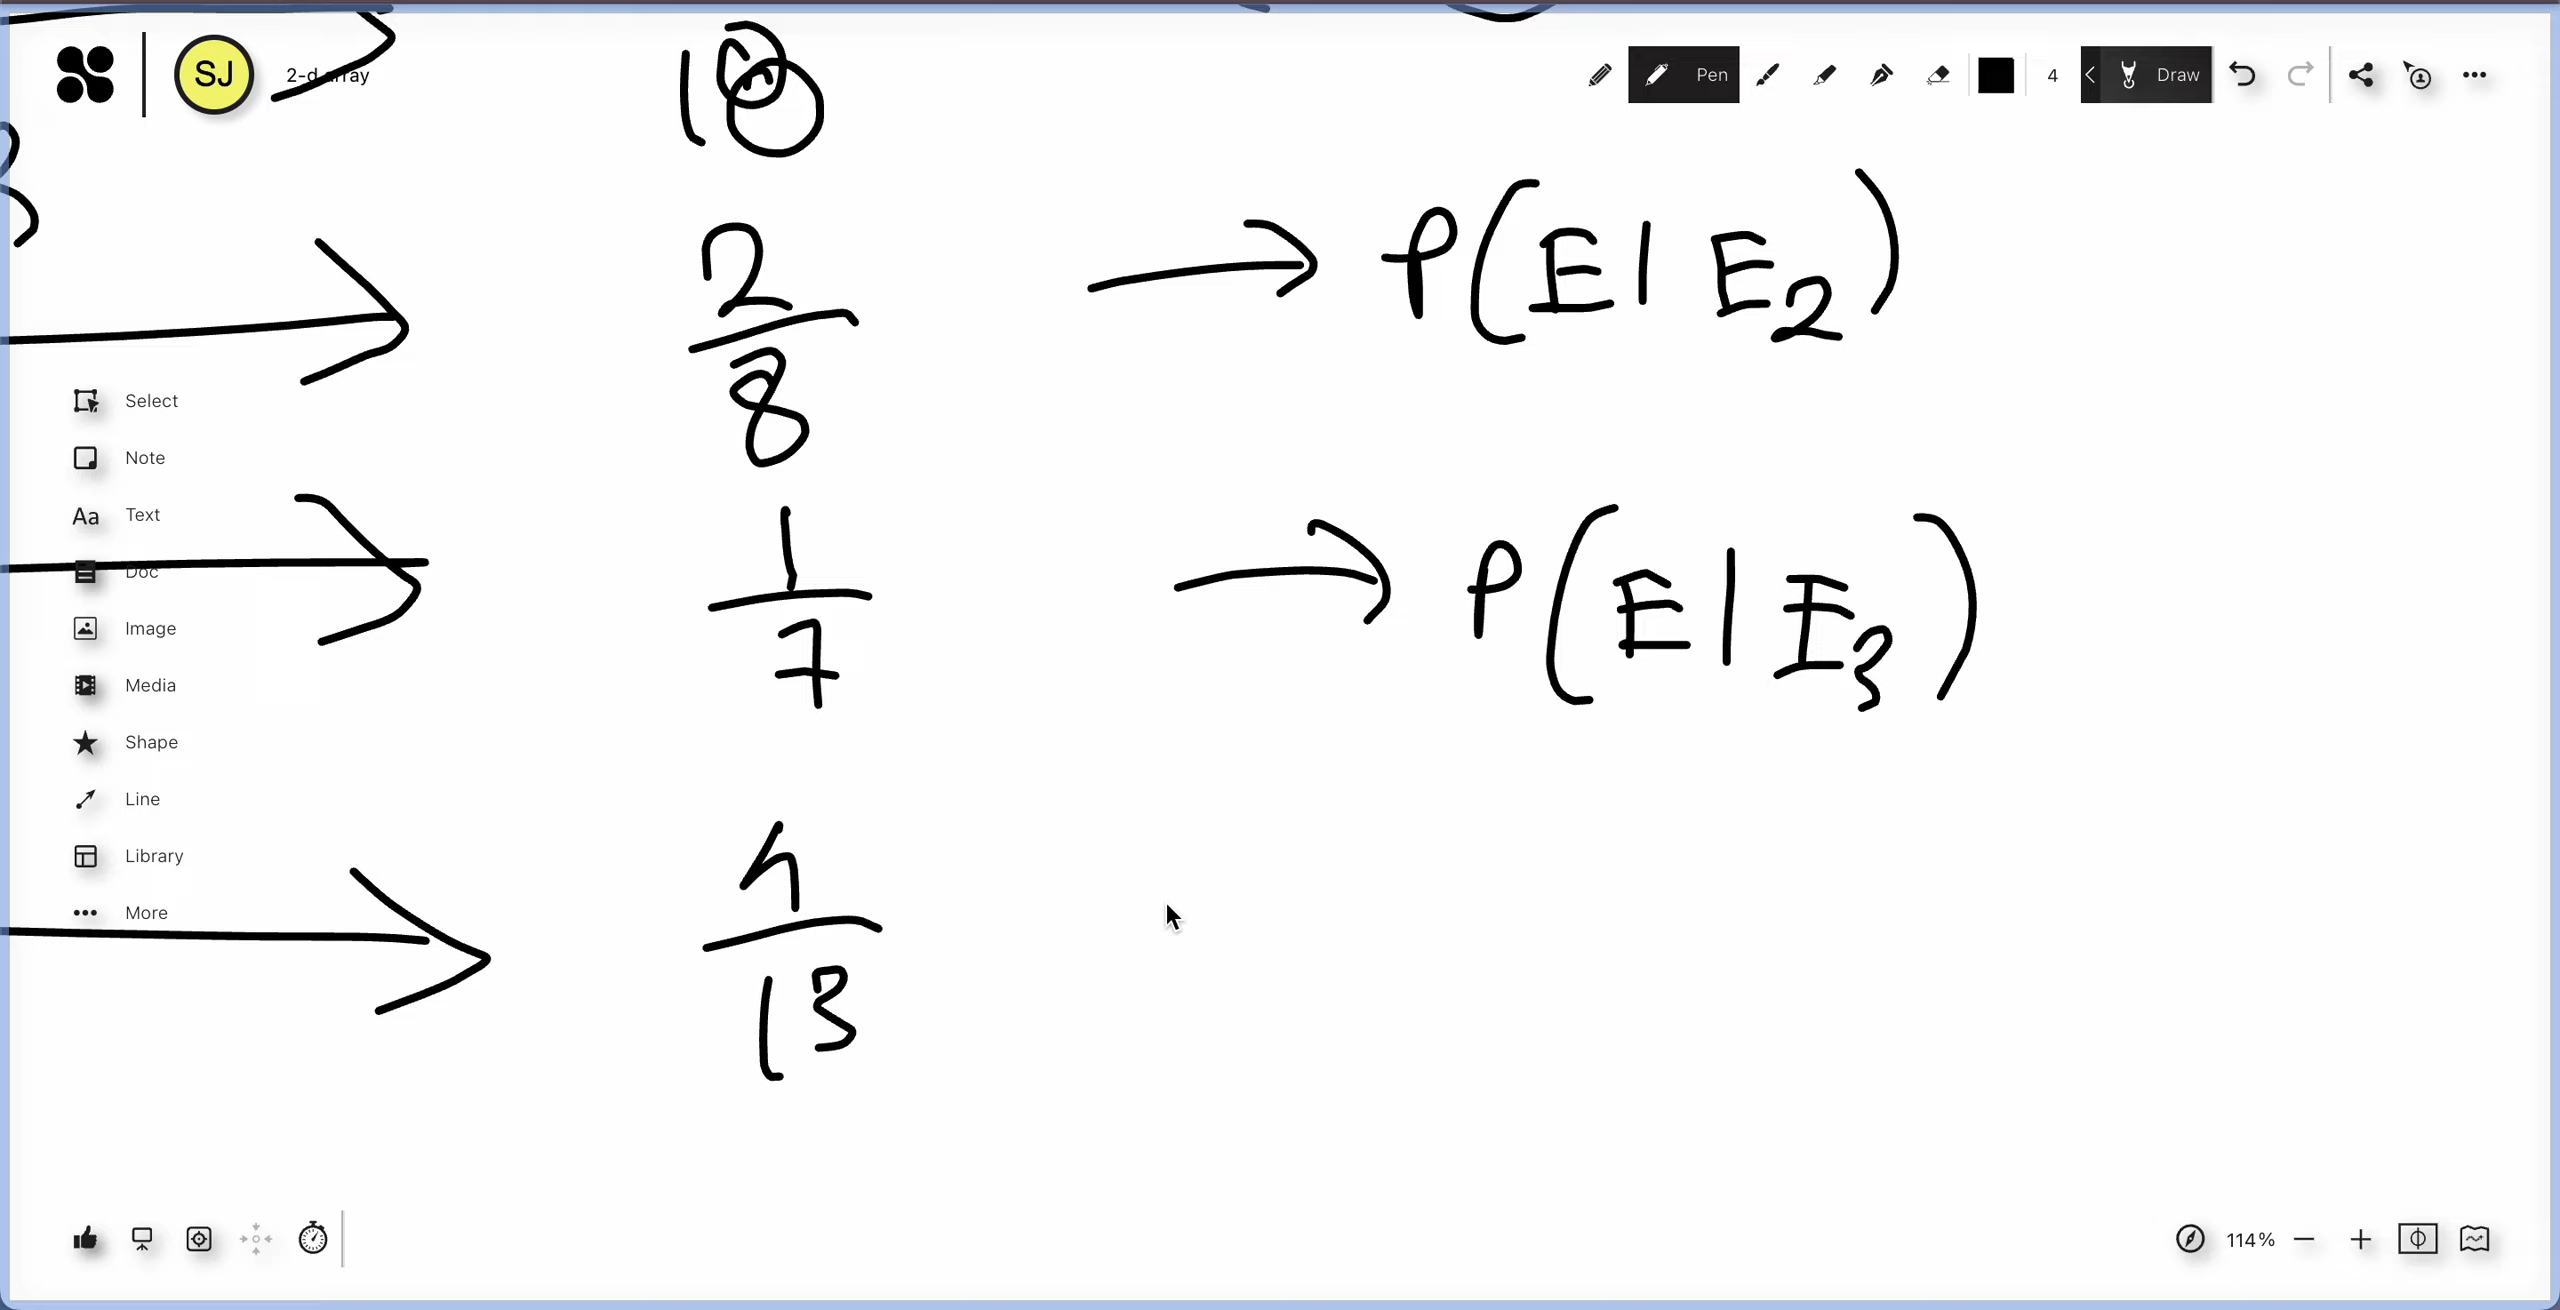 SJ
2-d array
Pen
4
Draw
2
8
P(E|E2)
Select
Note
Aa Text
Doc
1
7
P(E|E3)
Image
Media
Shape
Line
Library
More
4
13
114%